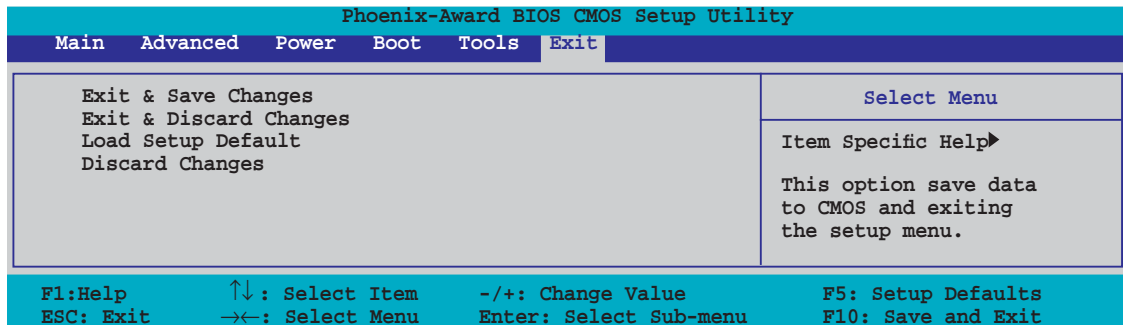 Phoenix-Award BIOS CMOS Setup Utility
Main Advanced Power Boot Tools Exit
Exit & Save Changes
Exit & Discard Changes
Load Setup Default
Discard Changes
Select Menu
Item Specific Help▶
This option save data
to CMOS and exiting
the setup menu.
F1:Help ↑↓: Select Item -/+: Change Value F5: Setup Defaults
ESC: Exit →←: Select Menu Enter: Select Sub-menu F10: Save and Exit